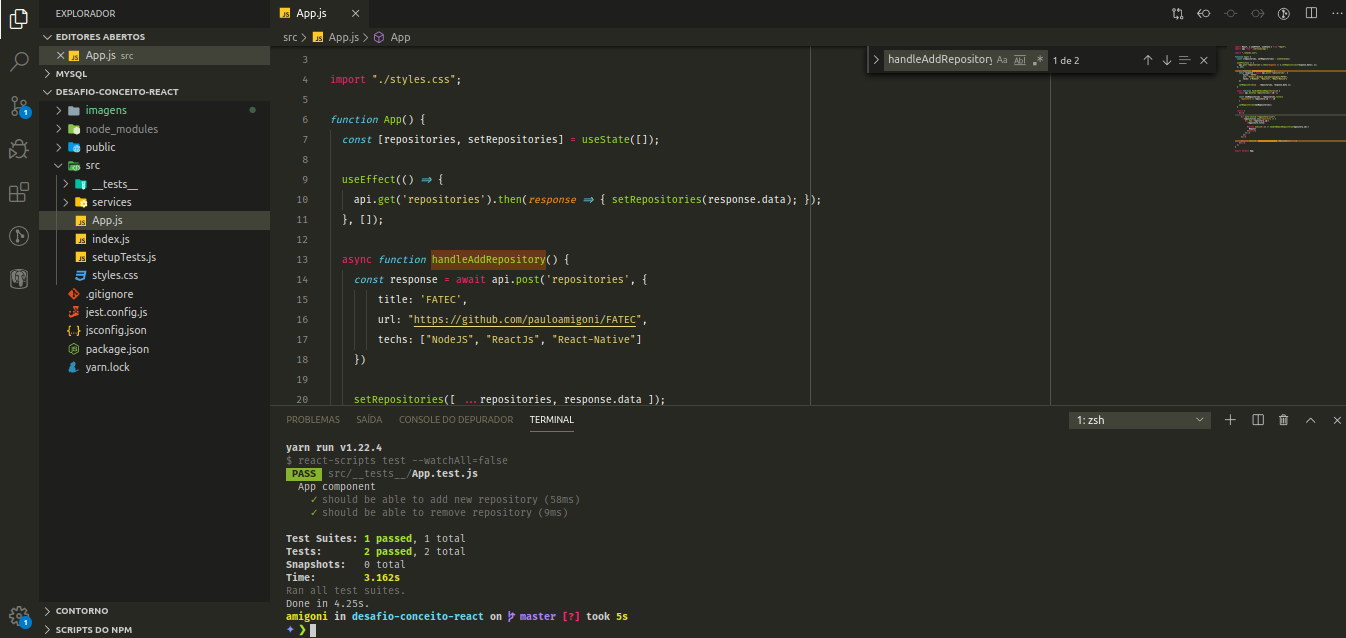 EXPLORADOR
EDITORES ABERTOS
App.js src
MYSQL
DESAFIO-CONCEITO-REACT
imagens
node_modules
public
src
__tests__
services
App.js
index.js
setupTests.js
styles.css
.gitignore
jest.config.js
jsconfig.json
package.json
yarn.lock
CONTORNO
SCRIPTS DO NPM
1
1
JS App.js
src > JS App.js > App
handleAddRepository Aa Abl .* 1 de 2
3
4 import "./styles.css";
5
6 function App() {
7 const [repositories, setRepositories] = useState([]);
8
9 useEffect(() ⇒ {
10 api.get('repositories').then(response ⇒ { setRepositories(response.data); });
11 }, []);
12
13 async function handleAddRepository() {
14 const response = await api.post('repositories', {
15 title: 'FATEC',
16 url: "https://github.com/pauloamigoni/FATEC",
17 techs: ["NodeJS", "ReactJs", "React-Native"]
18 })
19
20 setRepositories([ ...repositories, response.data ]);
PROBLEMAS SAÍDA CONSOLE DO DEPURADOR TERMINAL 1: zsh
yarn run v1.22.4
$ react-scripts test --watchAll=false
PASS src/__tests__/App.test.js
App component
✓ should be able to add new repository (58ms)
✓ should be able to remove repository (9ms)
Test Suites: 1 passed, 1 total
Tests: 2 passed, 2 total
Snapshots: 0 total
Time: 3.162s
Ran all test suites.
Done in 4.25s.
amigoni in desafio-conceito-react on master [?] took 5s
✦ ❯